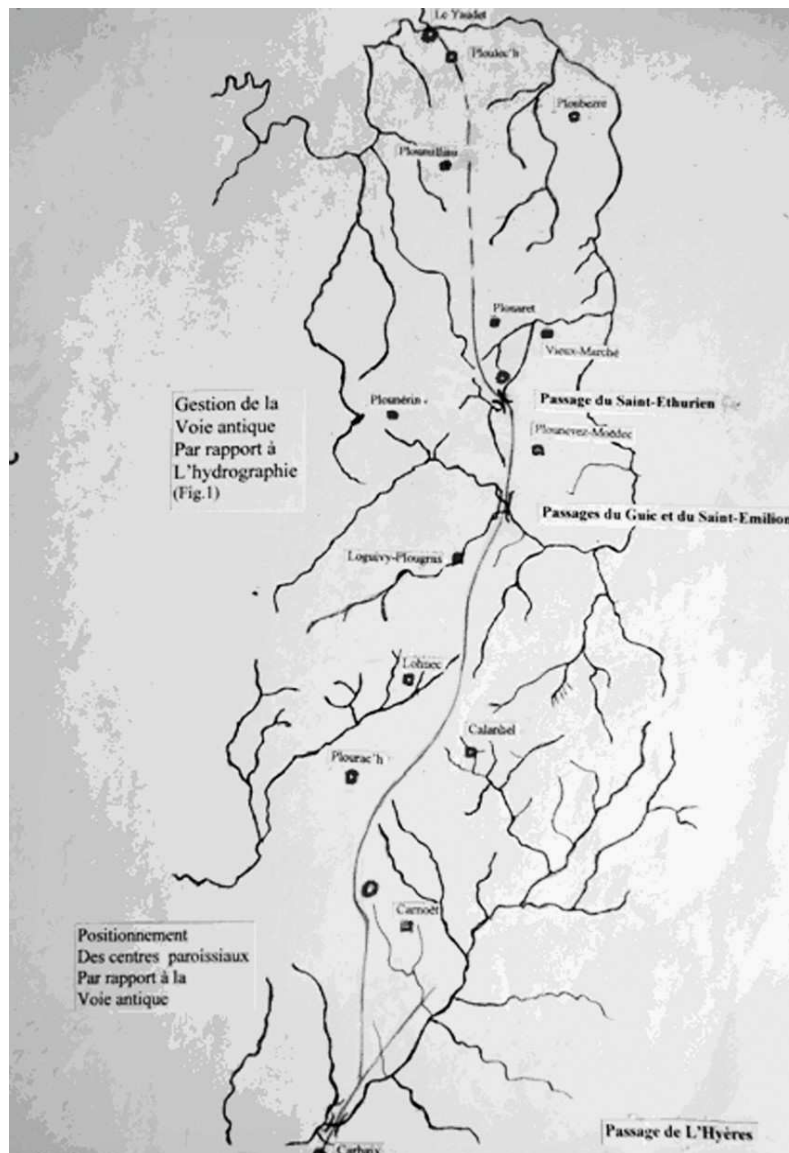 Le Yaudet
Ploulec'h
Ploubezre
Ploumilliau
Plouaret
Vieux-Marché
Passage du Saint-Ethurien
Plounérin
Gestion de la
Voie antique
Par rapport à
L'hydrographie
(Fig.1)
Plounevez-Moëdec
Passages du Guic et du Saint-Emilion
Loguivy-Plougras
Lohuec
Calanhel
Plourac'h
Carnoët
Positionnement
Des centres paroissiaux
Par rapport à la
Voie antique
Passage de L'Hyères
Carhaix